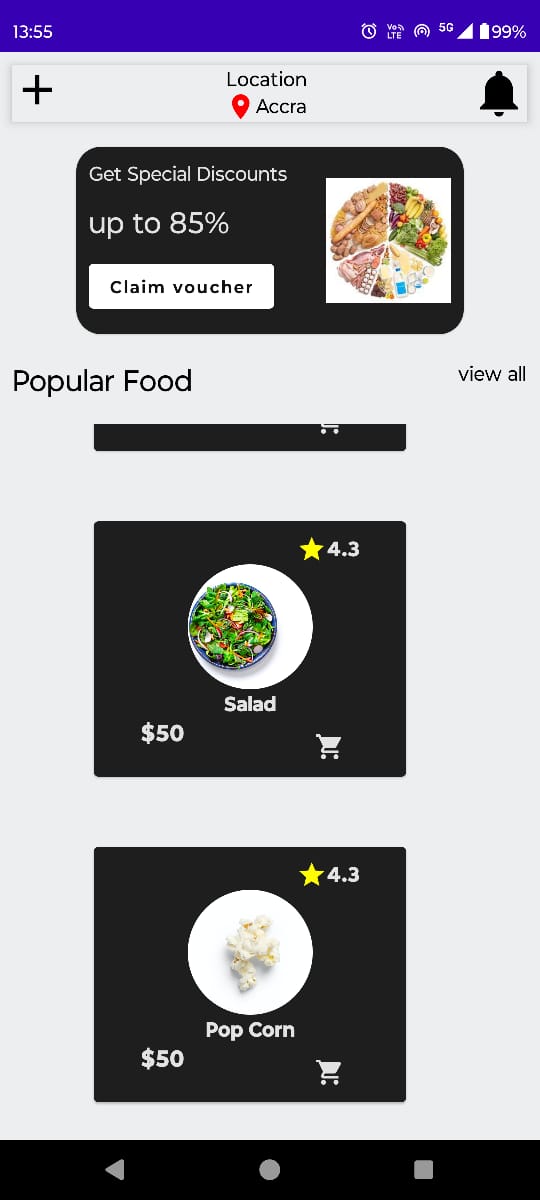 13:55
Vo)) 5G 99%
LTE
Location
Accra
Get Special Discounts
up to 85%
Claim voucher
Popular Food
view all
4.3
Salad
$50
4.3
Pop Corn
$50